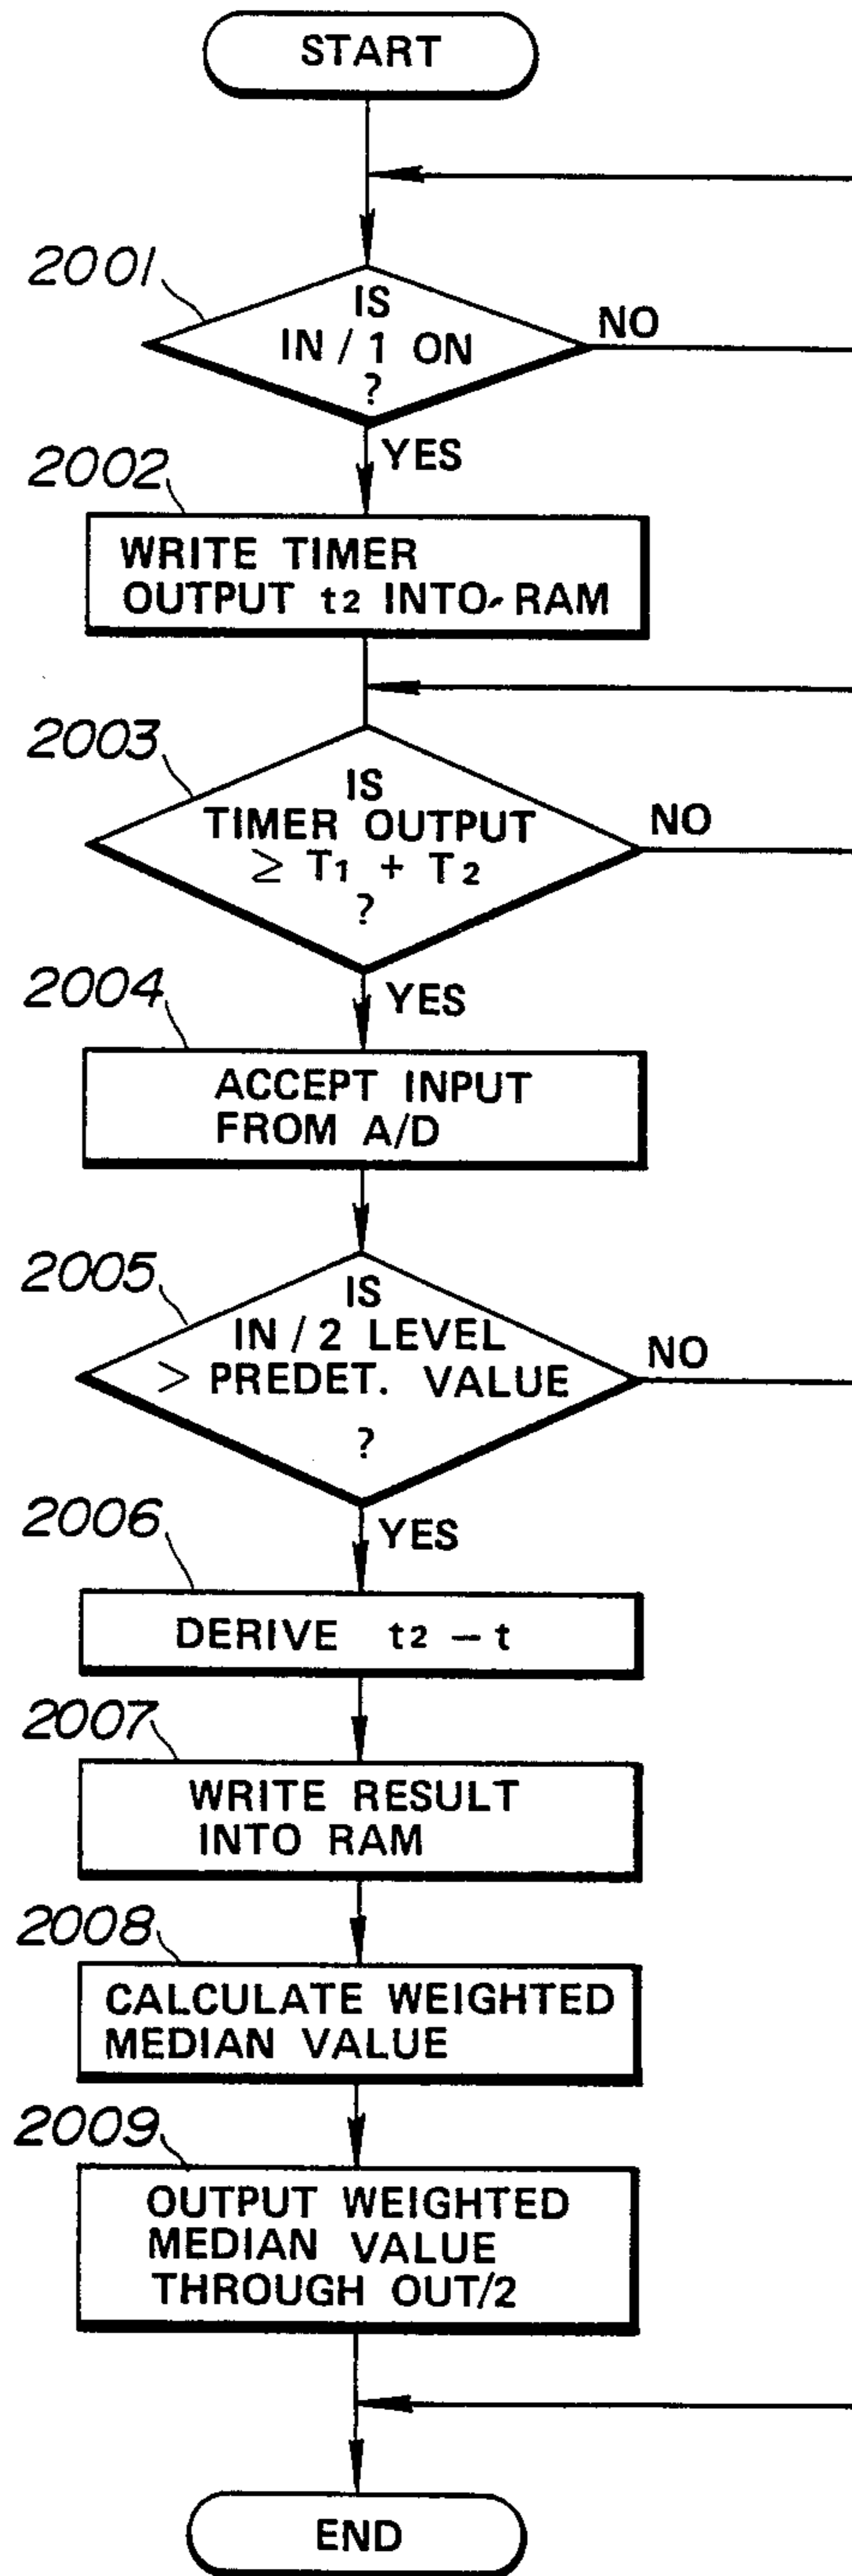 START
2001
IS
IN / 1 ON
?
NO
YES
2002
WRITE TIMER
OUTPUT t2 INTO RAM
2003
IS
TIMER OUTPUT
≥ T1 + T2
?
NO
YES
2004
ACCEPT INPUT
FROM A/D
2005
IS
IN / 2 LEVEL
> PREDET. VALUE
?
NO
YES
2006
DERIVE t2 – t
2007
WRITE RESULT
INTO RAM
2008
CALCULATE WEIGHTED
MEDIAN VALUE
2009
OUTPUT WEIGHTED
MEDIAN VALUE
THROUGH OUT/2
END